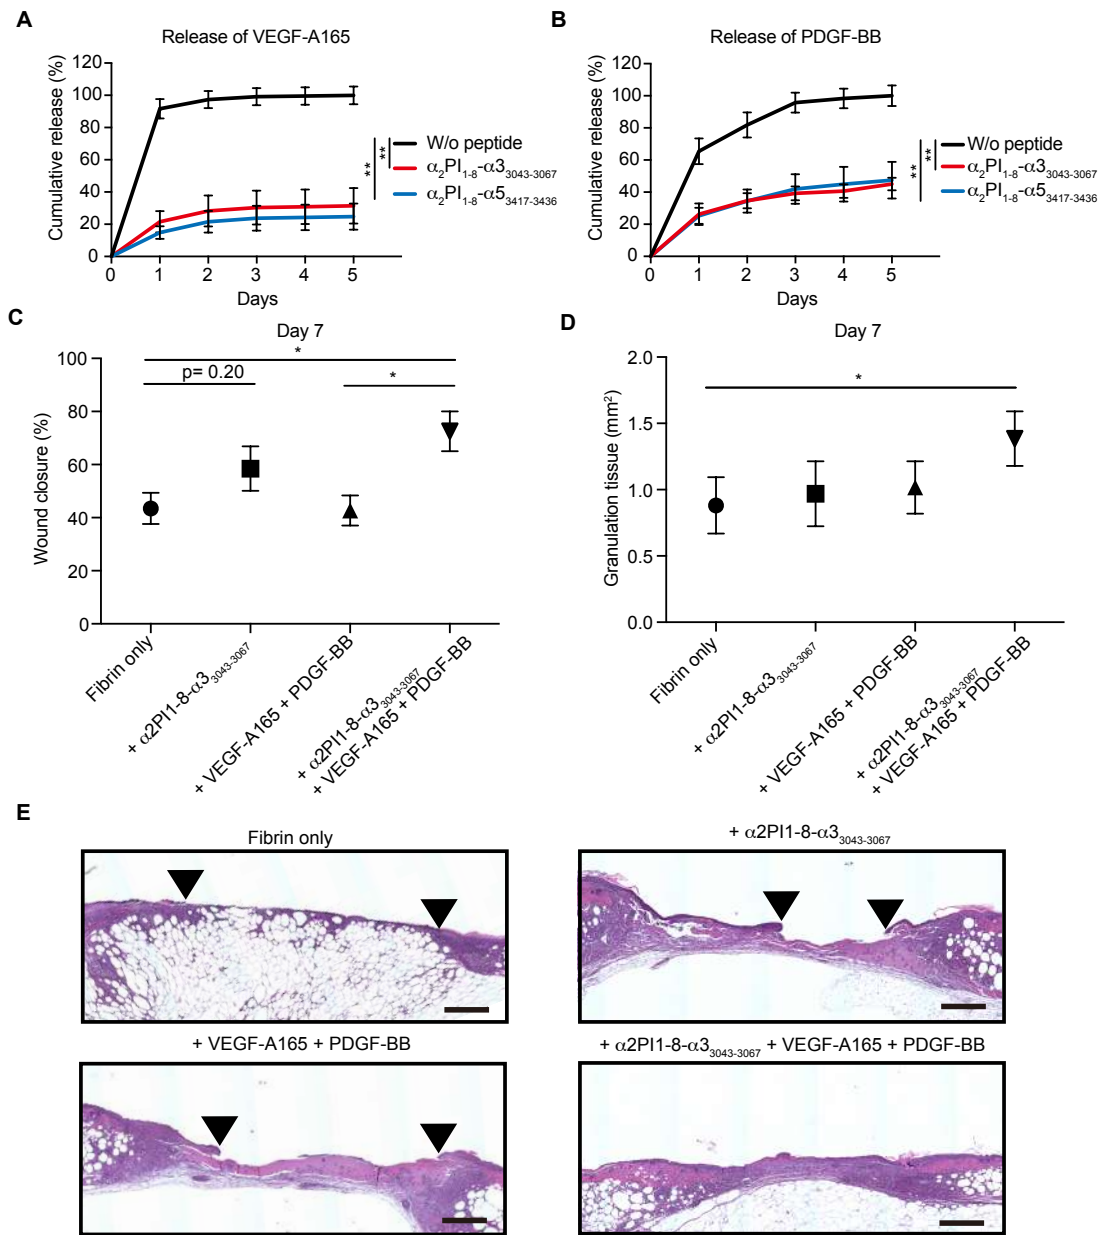 A
Release of VEGF-A165
Cumulative release (%)
120
100
80
60
40
20
0
0 1 2 3 4 5
Days
**
**
W/o peptide
α₂PI₁₋₈-α3₃₀₄₃₋₃₀₆₇
α₂PI₁₋₈-α5₃₄₁₇₋₃₄₃₆
B
Release of PDGF-BB
Cumulative release (%)
120
100
80
60
40
20
0
0 1 2 3 4 5
Days
**
**
W/o peptide
α₂PI₁₋₈-α3₃₀₄₃₋₃₀₆₇
α₂PI₁₋₈-α5₃₄₁₇₋₃₄₃₆
C
Day 7
Wound closure (%)
100
80
60
40
20
0
*
p= 0.20
*
Fibrin only
+ α2PI1-8-α3₃₀₄₃₋₃₀₆₇
+ VEGF-A165 + PDGF-BB
+ α2PI1-8-α3₃₀₄₃₋₃₀₆₇
+ VEGF-A165 + PDGF-BB
D
Day 7
Granulation tissue (mm²)
2.0
1.5
1.0
0.5
0.0
*
Fibrin only
+ α2PI1-8-α3₃₀₄₃₋₃₀₆₇
+ VEGF-A165 + PDGF-BB
+ α2PI1-8-α3₃₀₄₃₋₃₀₆₇
+ VEGF-A165 + PDGF-BB
E
Fibrin only
+ α2PI1-8-α3₃₀₄₃₋₃₀₆₇
+ VEGF-A165 + PDGF-BB
+ α2PI1-8-α3₃₀₄₃₋₃₀₆₇ + VEGF-A165 + PDGF-BB